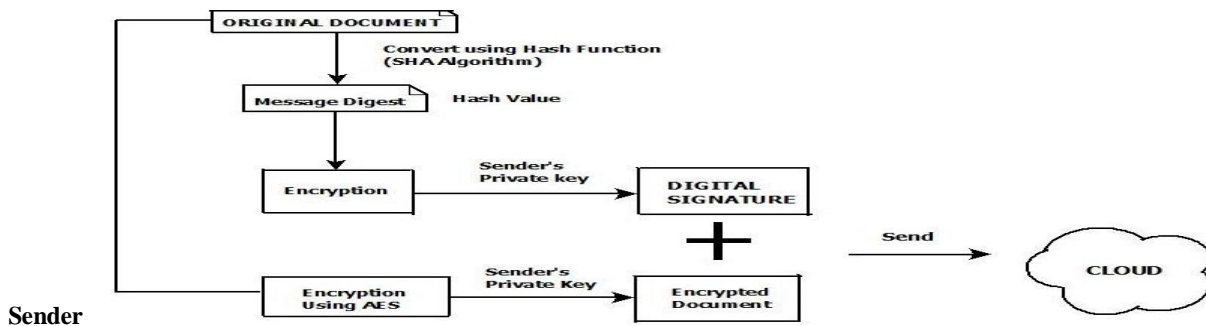 ORIGINAL DOCUMENT
Convert using Hash Function
(SHA Algorithm)
Message Digest
Hash Value
Encryption
Sender's
Private key
DIGITAL
SIGNATURE
Send
CLOUD
Encryption
Using AES
Sender's
Private Key
Encrypted
Document
Sender